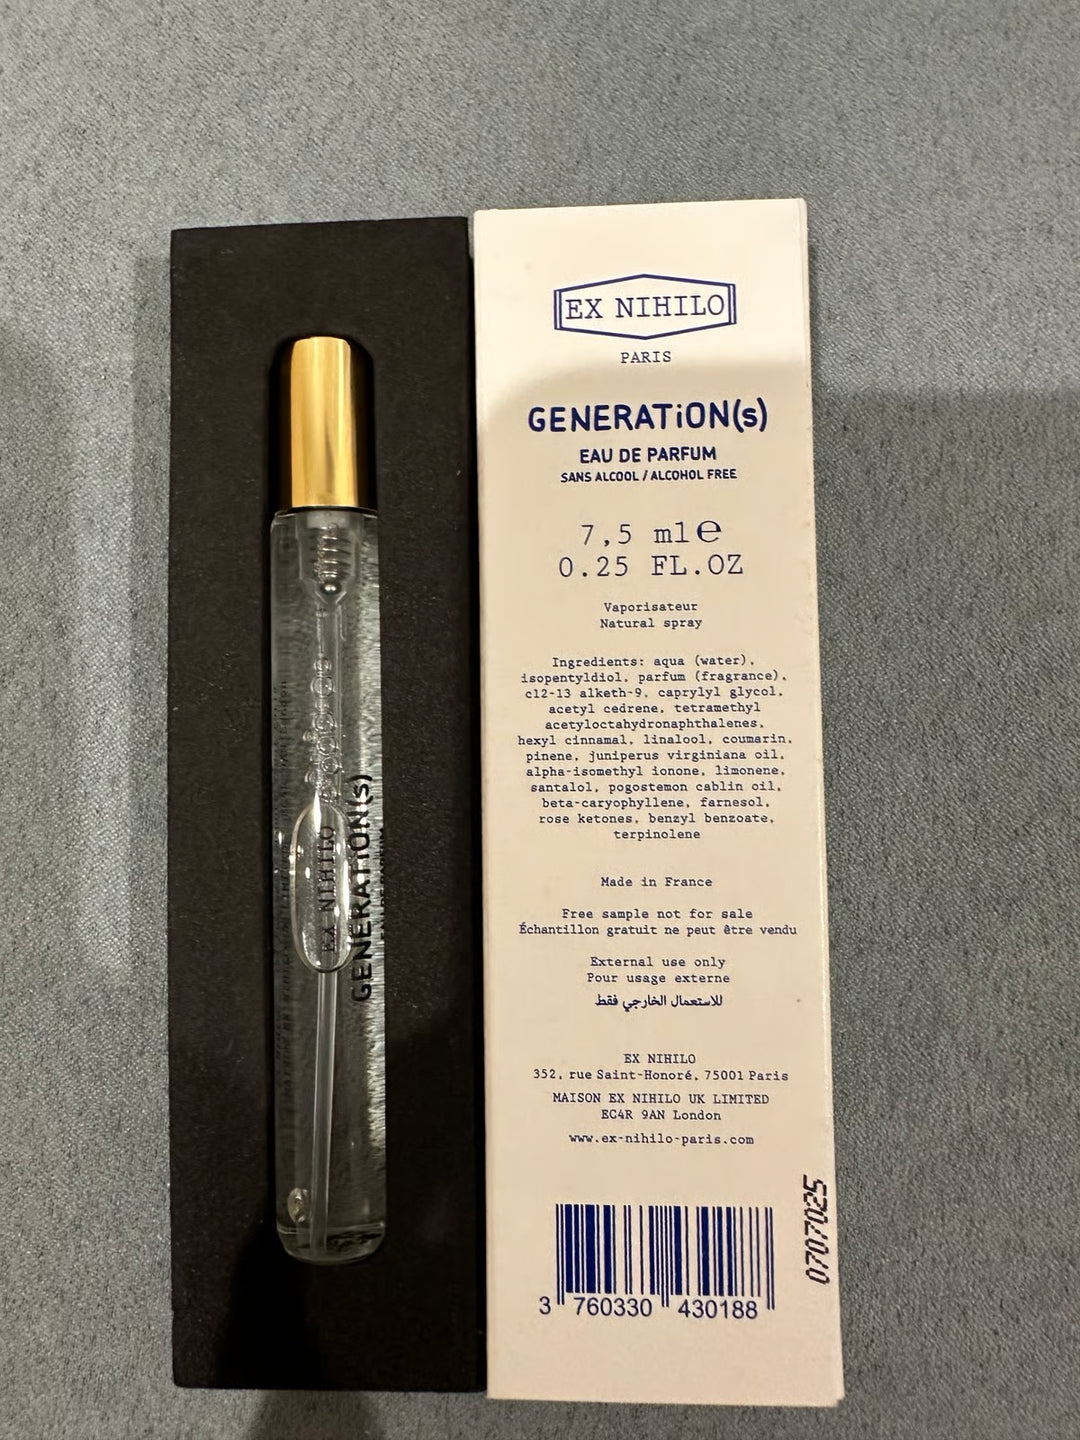 EX NIHILO
GENERATiON(s)
EX NIHILO
PARIS
GENERATiON(s)
EAU DE PARFUM
SANS ALCOOL / ALCOHOL FREE
7,5 ml℮
0.25 FL.OZ
Vaporisateur
Natural spray
Ingredients: aqua (water),
isopentyldiol, parfum (fragrance),
c12-13 alketh-9, caprylyl glycol,
acetyl cedrene, tetramethyl
acetyloctahydronaphthalenes,
hexyl cinnamal, linalool, coumarin,
pinene, juniperus virginiana oil,
alpha-isomethyl ionone, limonene,
santalol, pogostemon cablin oil,
beta-caryophyllene, farnesol,
rose ketones, benzyl benzoate,
terpinolene
Made in France
Free sample not for sale
Échantillon gratuit ne peut être vendu
External use only
Pour usage externe
للاستعمال الخارجي فقط
EX NIHILO
352, rue Saint-Honoré, 75001 Paris
MAISON EX NIHILO UK LIMITED
EC4R 9AN London
www.ex-nihilo-paris.com
0707025
3 760330 430188